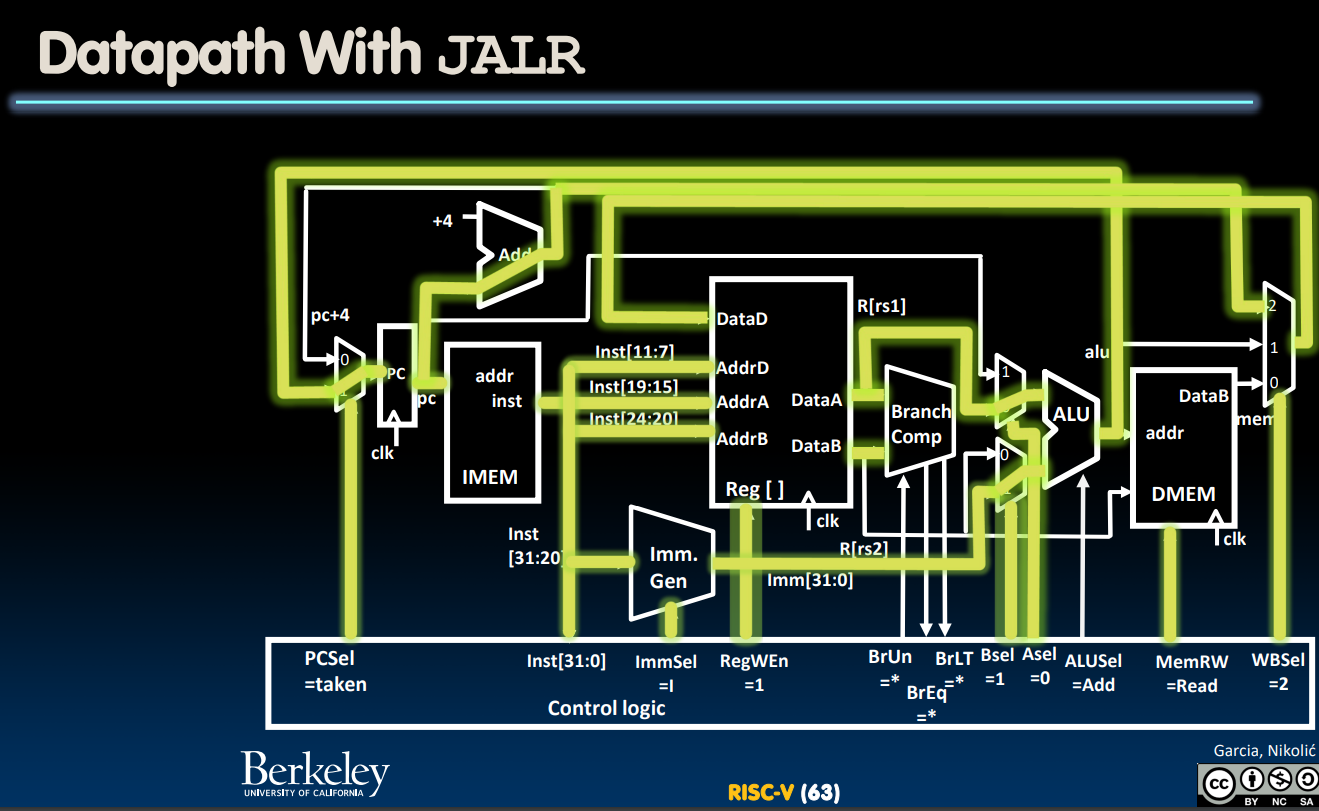 Datapath With JALR
+4
Add
pc+4
0
1
PC
pc
clk
addr
inst
IMEM
Inst[11:7]
Inst[19:15]
Inst[24:20]
Inst
[31:20]
DataD
AddrD
AddrA
AddrB
DataA
DataB
Reg [ ]
clk
Imm.
Gen
Imm[31:0]
R[rs1]
R[rs2]
Branch
Comp
1
0
0
1
ALU
alu
addr
DataB
DMEM
clk
mem
2
1
0
PCSel
=taken
Inst[31:0]
ImmSel
=I
RegWEn
=1
BrUn
=*
BrEq
=*
BrLT
=*
Bsel
=1
Asel
=0
ALUSel
=Add
MemRW
=Read
WBSel
=2
Control logic
Berkeley
UNIVERSITY OF CALIFORNIA
RISC-V (63)
Garcia, Nikolić
cc
BY NC SA